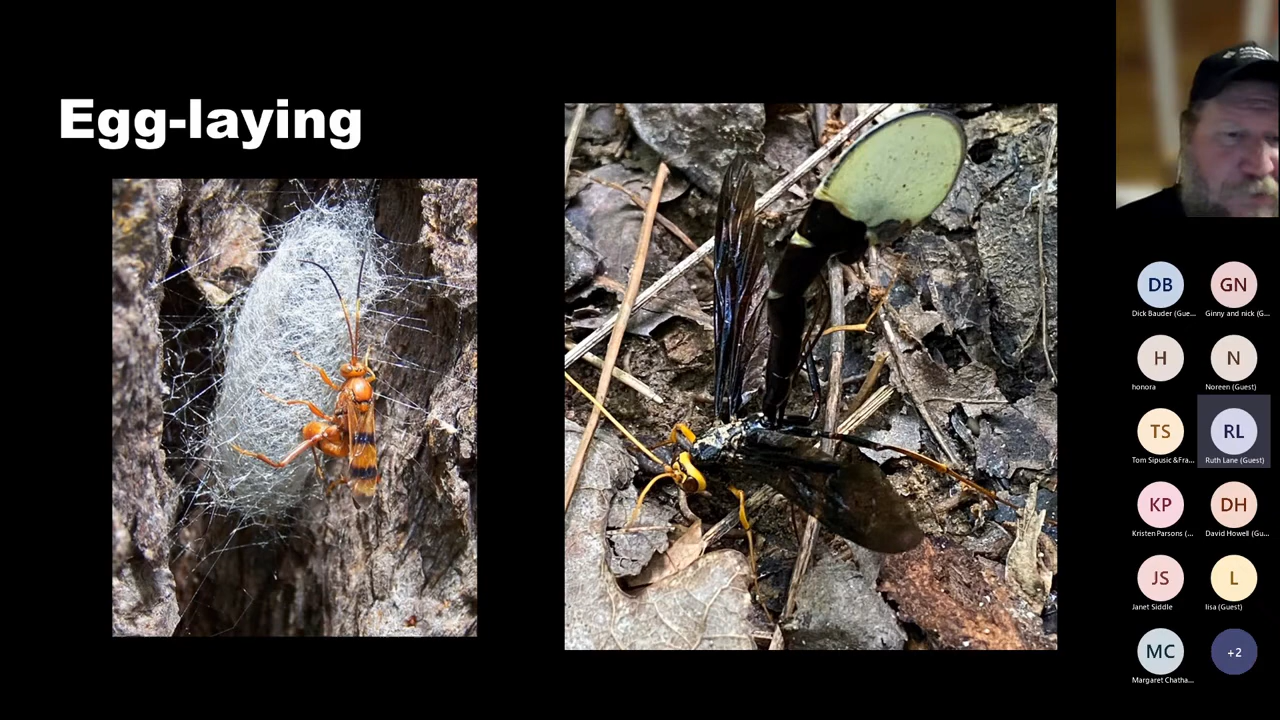 Egg-laying
DB
GN
Dick Bauder (Gue...
Ginny and nick (G...
H
N
honora
Noreen (Guest)
TS
RL
Tom Sipusic &Fra...
Ruth Lane (Guest)
KP
DH
Kristen Parsons (...
David Howell (Gu...
JS
L
Janet Siddle
lisa (Guest)
MC
+2
Margaret Chatha...